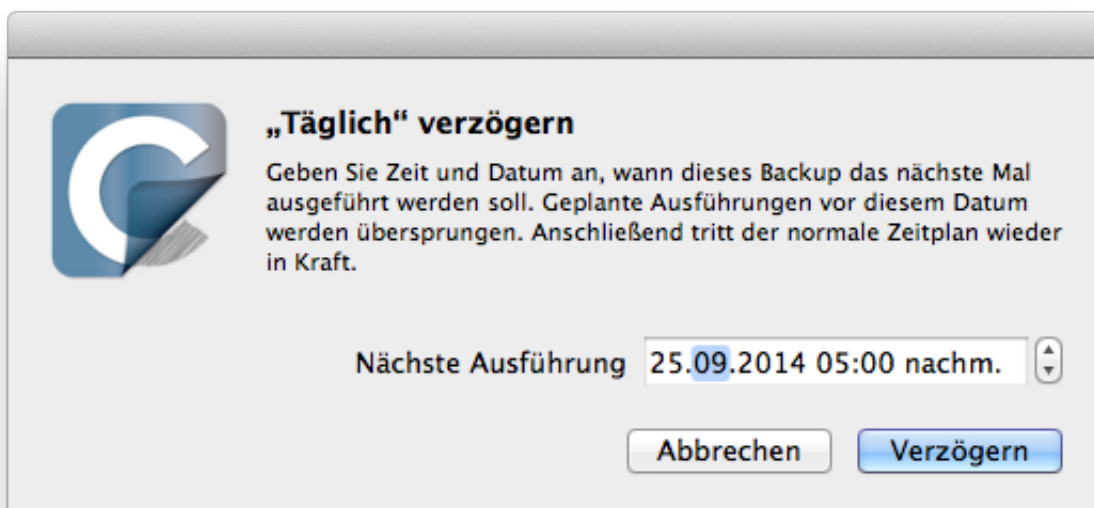 „Täglich“ verzögern
Geben Sie Zeit und Datum an, wann dieses Backup das nächste Mal
ausgeführt werden soll. Geplante Ausführungen vor diesem Datum
werden übersprungen. Anschließend tritt der normale Zeitplan wieder
in Kraft.
Nächste Ausführung 25.09.2014 05:00 nachm.
Abbrechen Verzögern